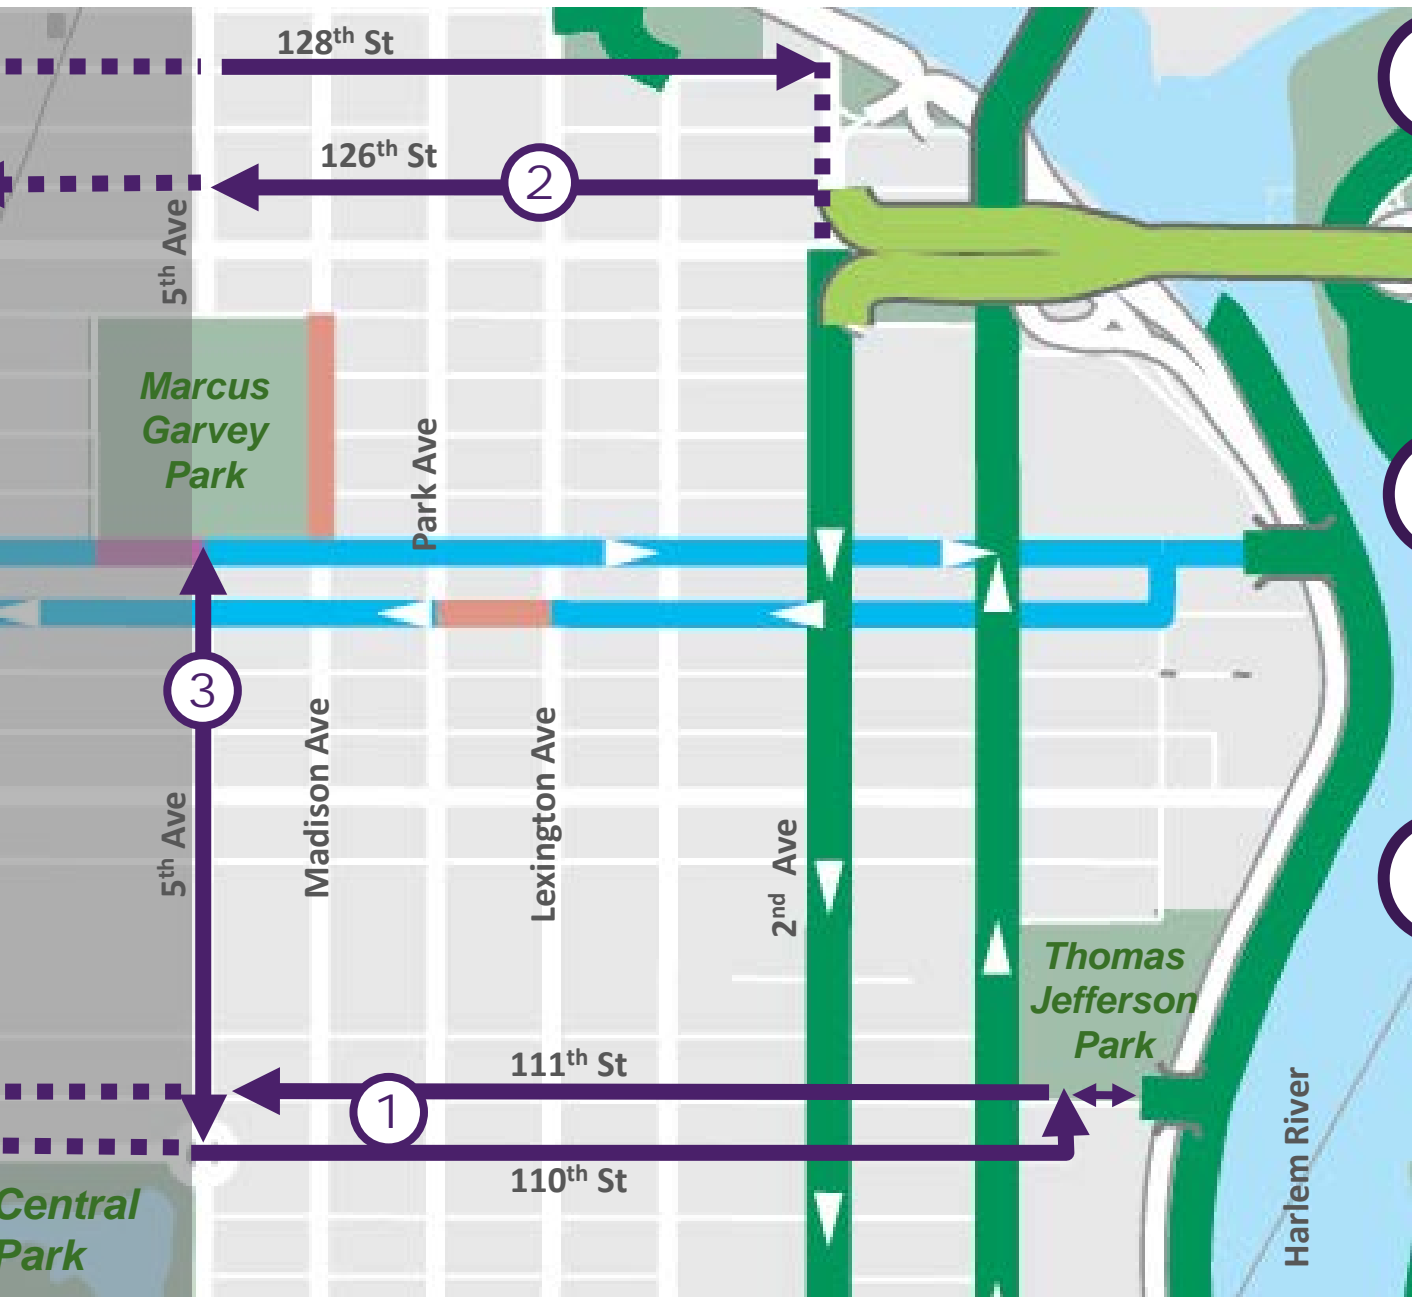 128th St
126th St
2
5th Ave
Marcus
Garvey
Park
Park Ave
3
5th Ave
Madison Ave
Lexington Ave
2nd Ave
Thomas
Jefferson
Park
111th St
1
110th St
Harlem River
Central
Park